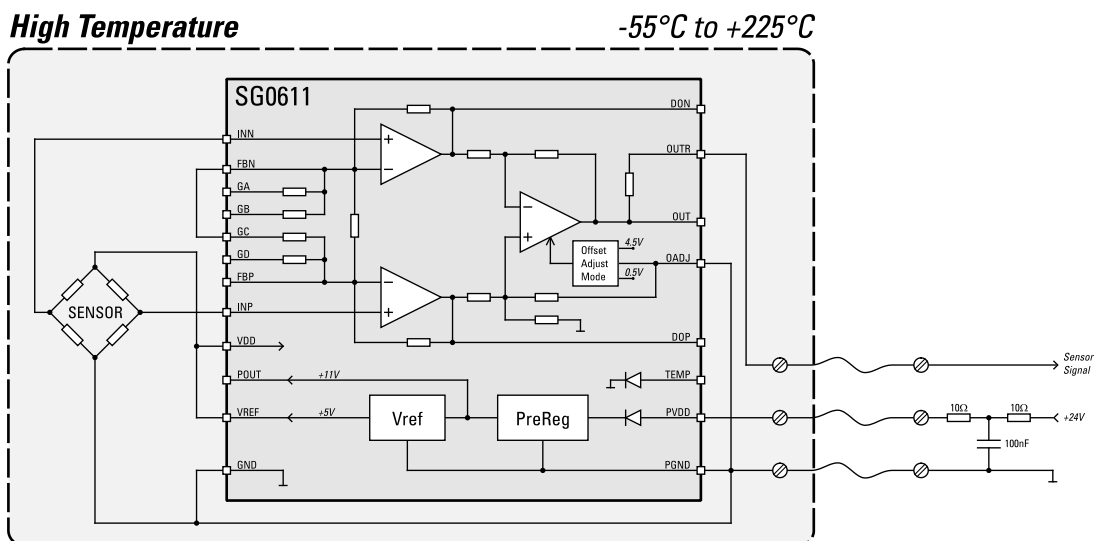 High Temperature
-55°C to +225°C
SG0611
DON
INN
OUTR
FBN
GA
GB
OUT
GC
4.5V
Offset
Adjust
Mode
OADJ
GD
0.5V
FBP
INP
SENSOR
VDD
DOP
Sensor
Signal
POUT
+11V
TEMP
VREF
+5V
Vref
PreReg
PVDD
10Ω
10Ω
+24V
100nF
GND
PGND